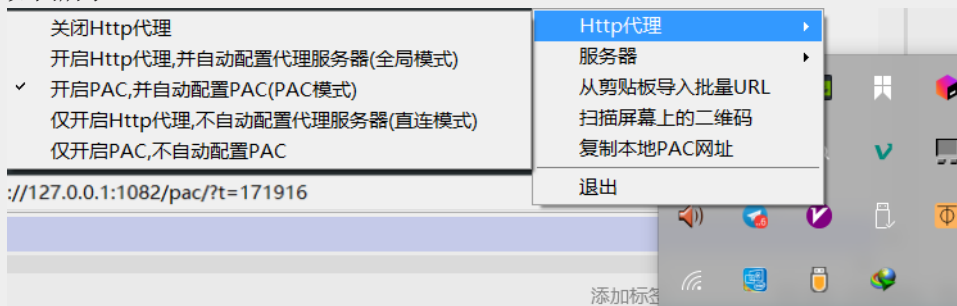 关闭Http代理
开启Http代理,并自动配置代理服务器(全局模式)
开启PAC,并自动配置PAC(PAC模式)
仅开启Http代理,不自动配置代理服务器(直连模式)
仅开启PAC,不自动配置PAC
Http代理
服务器
从剪贴板导入批量URL
扫描屏幕上的二维码
复制本地PAC网址
退出
://127.0.0.1:1082/pac/?t=171916
添加标签